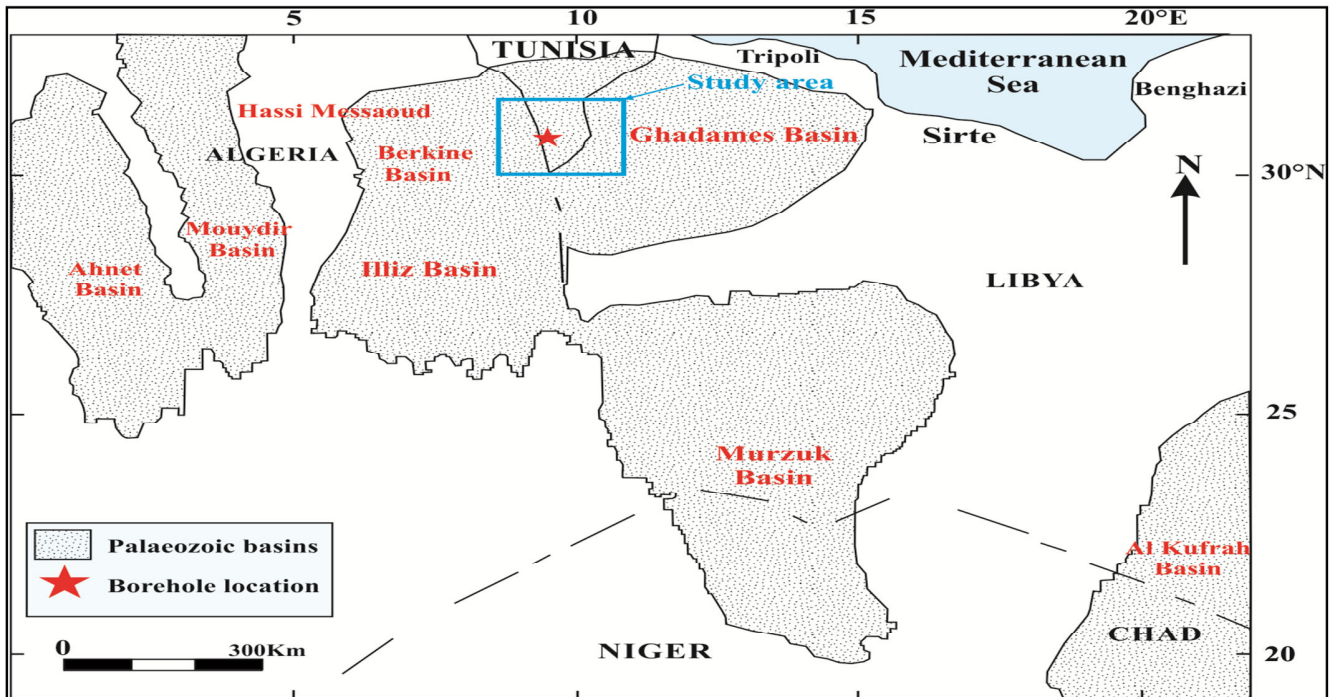 5
10
15
20°E
TUNISIA
Tripoli
Mediterranean
Sea
Benghazi
Study area
Hassi Messaoud
Ghadames Basin
Sirte
ALGERIA
Berkine
Basin
N
30°N
Mouydir
Basin
Ahnet
Basin
Illiz Basin
LIBYA
25
Murzuk
Basin
Palaeozoic basins
Borehole location
Al Kufrah
Basin
0
300Km
NIGER
CHAD
20